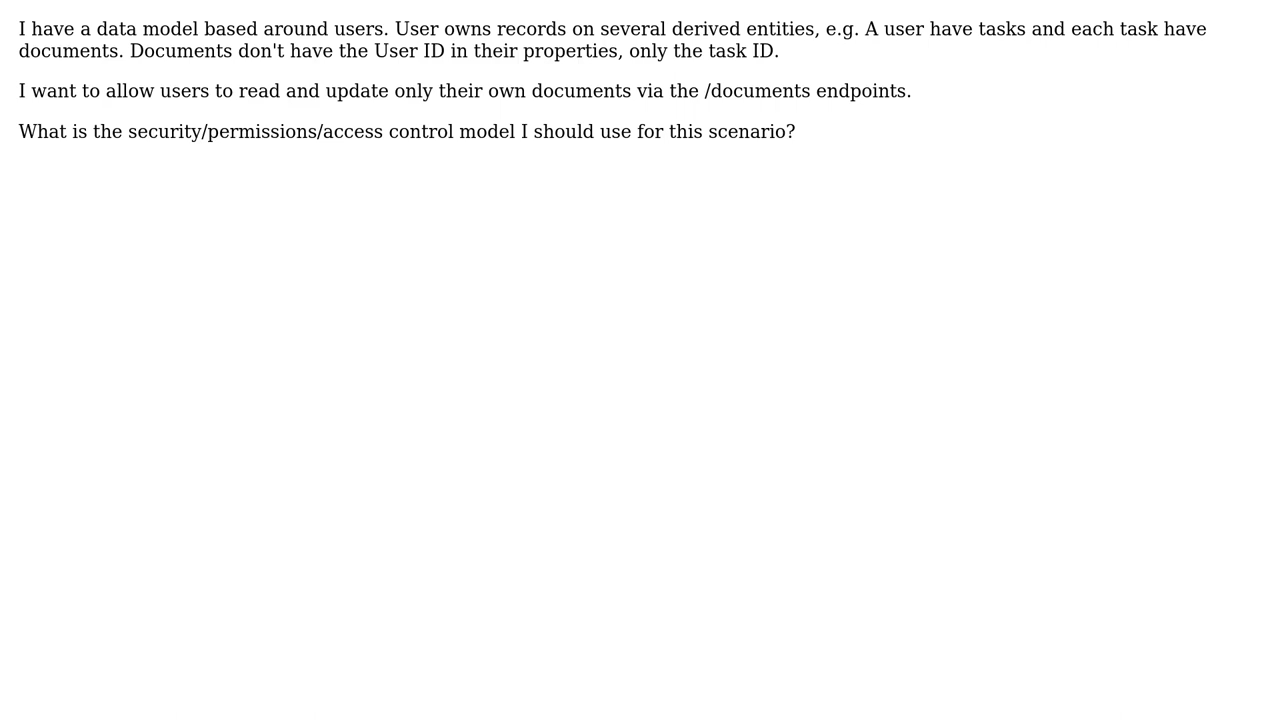 I have a data model based around users. User owns records on several derived entities, e.g. A user have tasks and each task have
documents. Documents don't have the User ID in their properties, only the task ID.
I want to allow users to read and update only their own documents via the /documents endpoints.
What is the security/permissions/access control model I should use for this scenario?